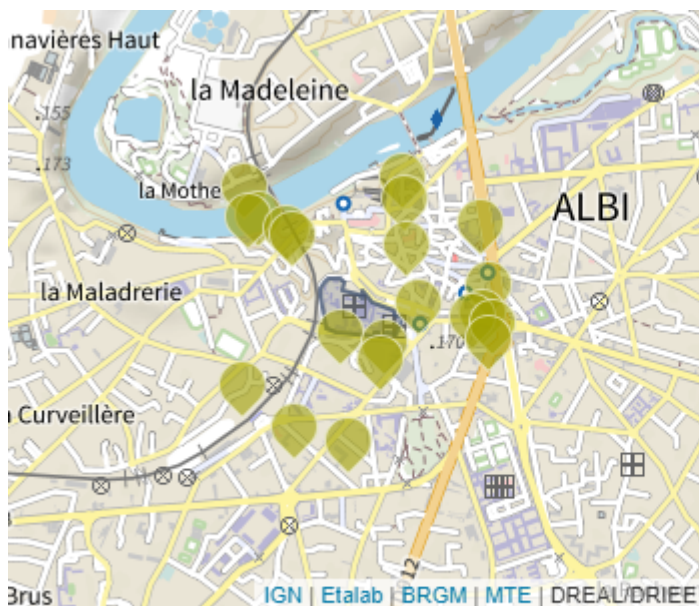 navières Haut
la Madeleine
.155
.173
la Mothe
ALBI
la Maladrerie
.170
Curveillère
012
Brus
IGN | Etalab | BRGM | MTE | DREAL/DRIEE